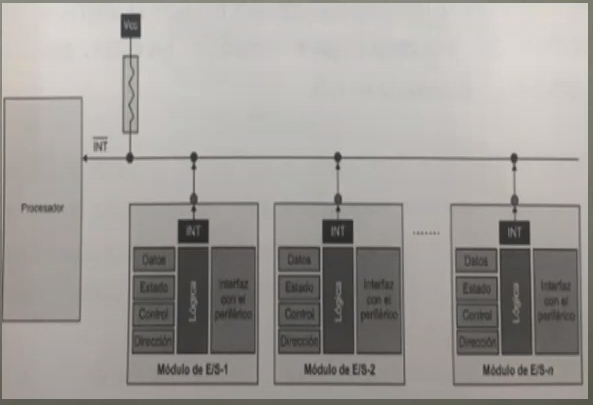 Vcc
INT
Procesador
INT
INT
INT
Datos
Estado
Control
Dirección
Lógica
Interfaz
con el
periférico
Datos
Estado
Control
Dirección
Lógica
Interfaz
con el
periférico
........
Datos
Estado
Control
Dirección
Lógica
Interfaz
con el
periférico
Módulo de E/S-1
Módulo de E/S-2
Módulo de E/S-n